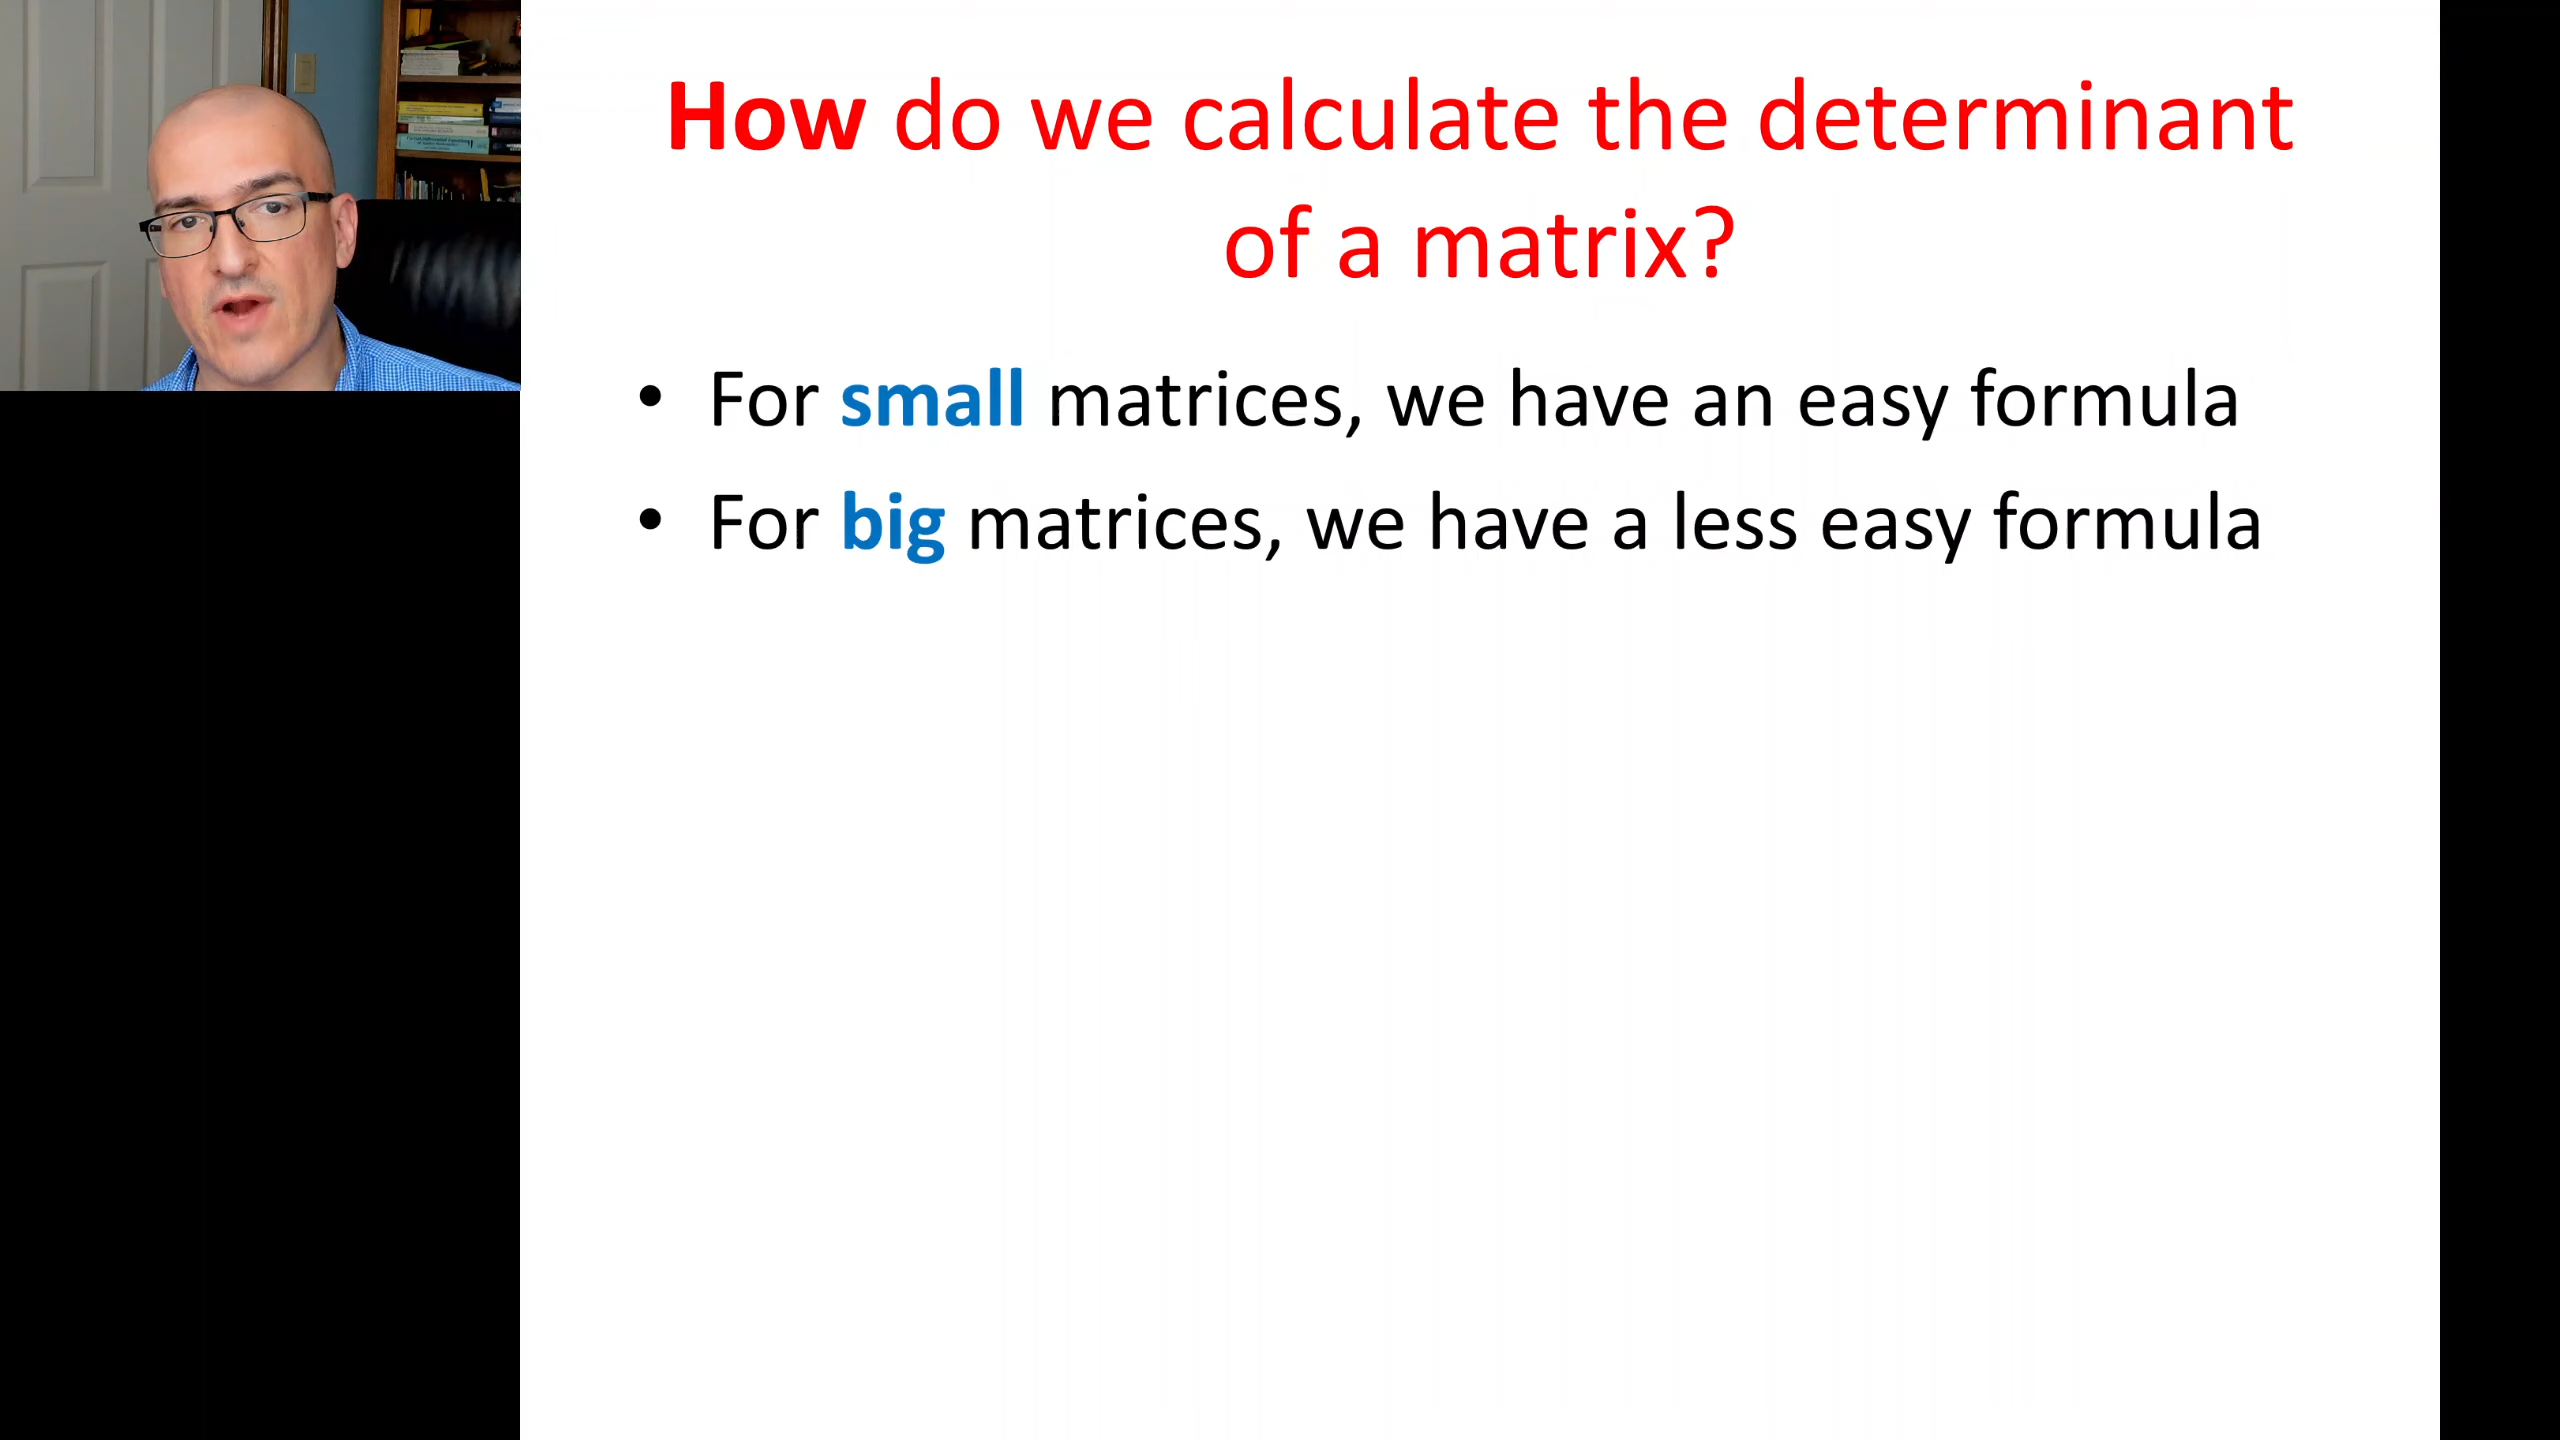 How do we calculate the determinant
of a matrix?
• For small matrices, we have an easy formula
• For big matrices, we have a less easy formula